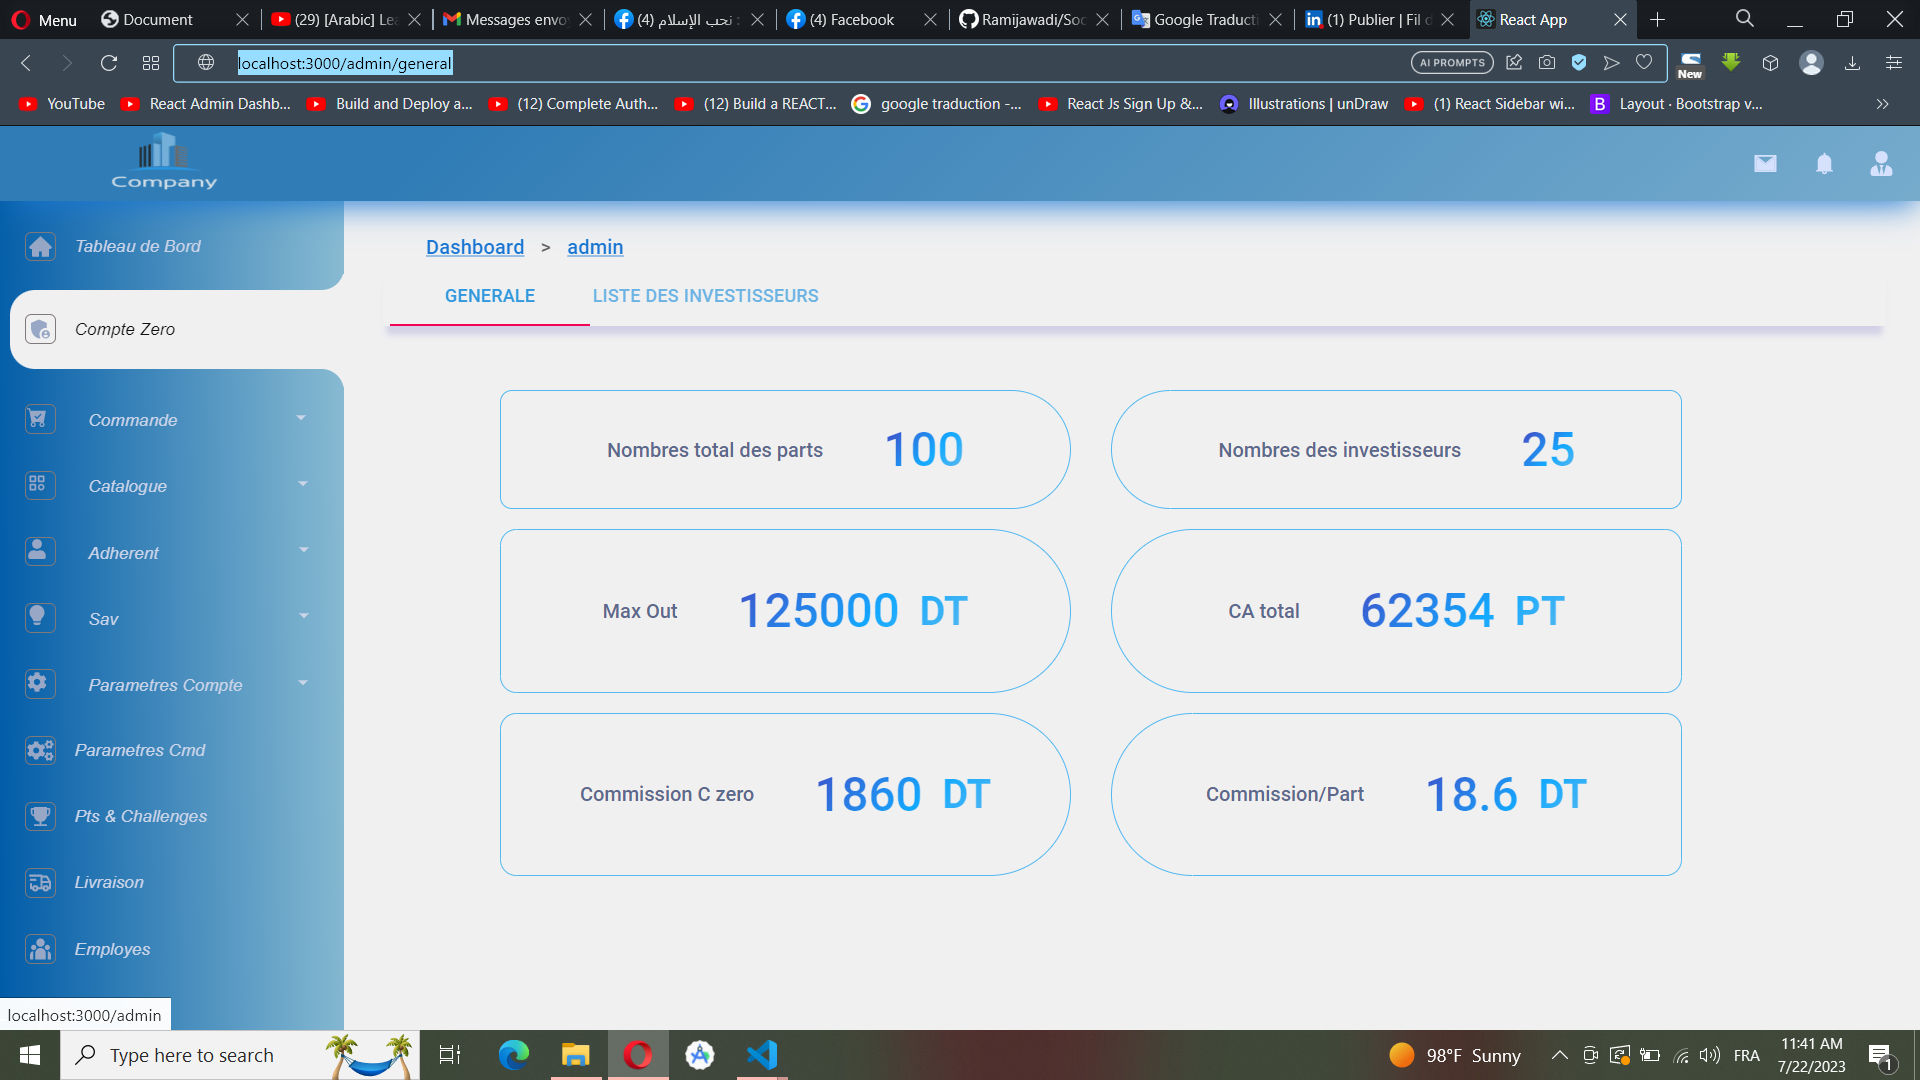 Menu
Document
(29) [Arabic] Lea
Messages envoy
(4) نحب الإسلام :
(4) Facebook
Ramijawadi/Soc
Google Traducti
(1) Publier | Fil d
React App
localhost:3000/admin/general
AI PROMPTS
New
YouTube
React Admin Dashb...
Build and Deploy a...
(12) Complete Auth...
(12) Build a REACT...
google traduction -...
React Js Sign Up &...
Illustrations | unDraw
(1) React Sidebar wi...
B Layout · Bootstrap v...
Company
Tableau de Bord
Compte Zero
Commande
Catalogue
Adherent
Sav
Parametres Compte
Parametres Cmd
Pts & Challenges
Livraison
Employes
Dashboard > admin
GENERALE
LISTE DES INVESTISSEURS
Nombres total des parts 100
Nombres des investisseurs 25
Max Out 125000 DT
CA total 62354 PT
Commission C zero 1860 DT
Commission/Part 18.6 DT
localhost:3000/admin
Type here to search
98°F Sunny
FRA
11:41 AM
7/22/2023
1